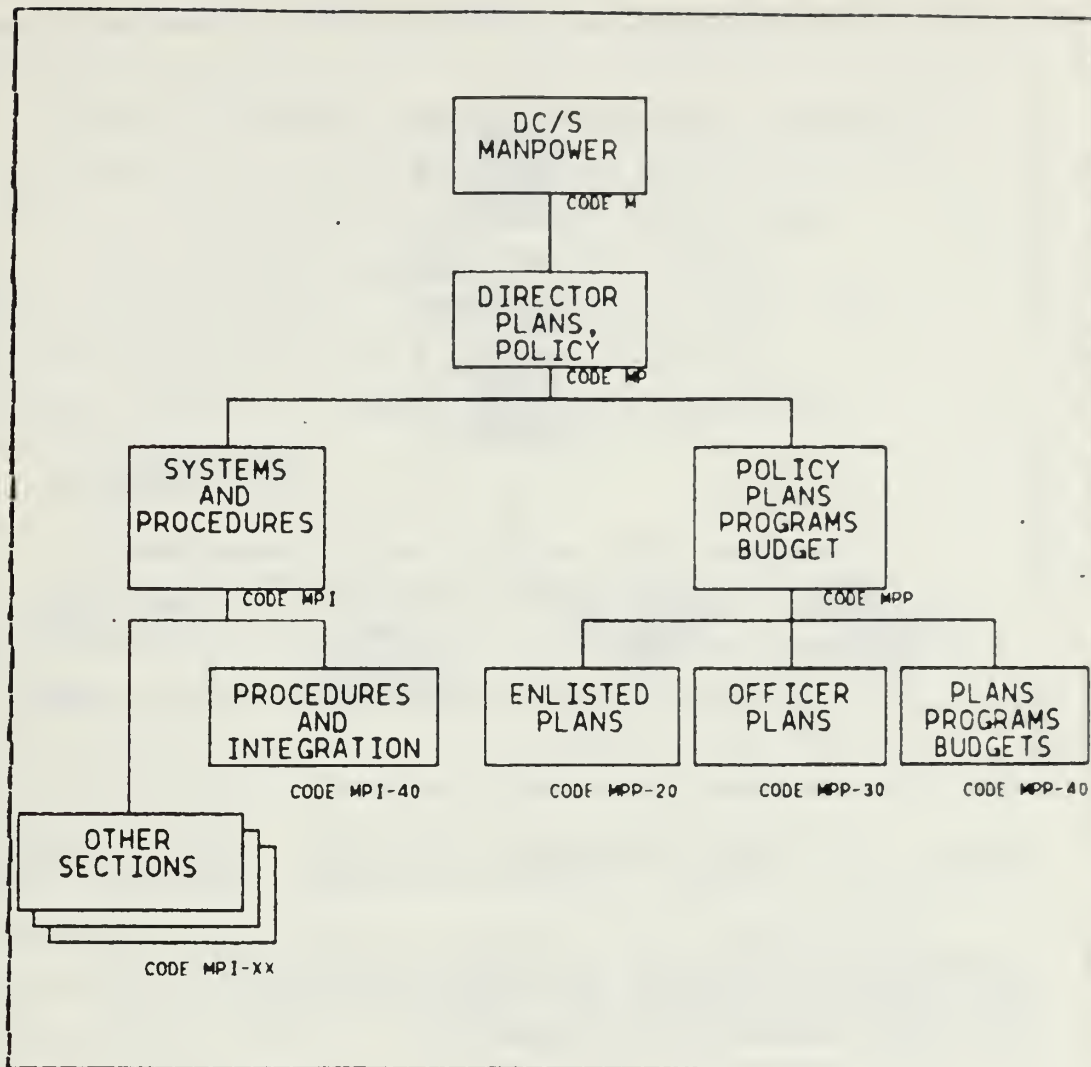 DC/S
MANPOWER
CODE M
DIRECTOR
PLANS,
POLICY
CODE MP
SYSTEMS
AND
PROCEDURES
CODE MPI
POLICY
PLANS
PROGRAMS
BUDGET
CODE MPP
PROCEDURES
AND
INTEGRATION
CODE MPI-40
ENLISTED
PLANS
CODE MPP-20
OFFICER
PLANS
CODE MPP-30
PLANS
PROGRAMS
BUDGETS
CODE MPP-40
OTHER
SECTIONS
CODE MPI-XX